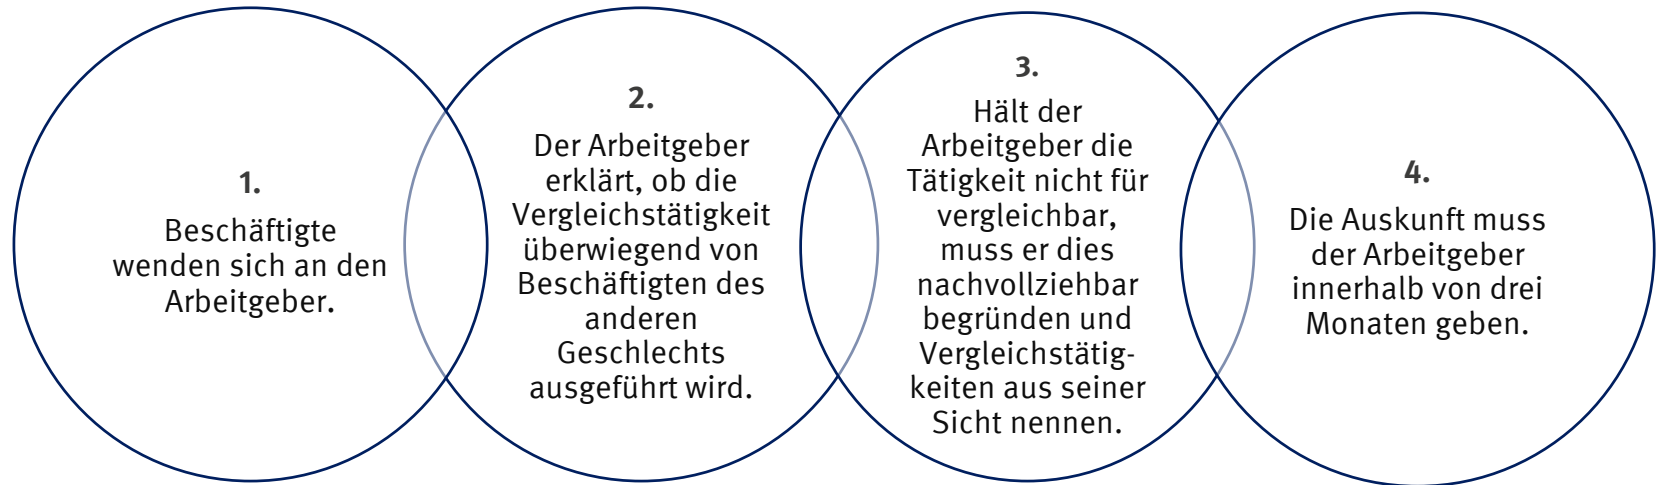 1.
Beschäftigte
wenden sich an den
Arbeitgeber.
2.
Der Arbeitgeber
erklärt, ob die
Vergleichstätigkeit
überwiegend von
Beschäftigten des
anderen
Geschlechts
ausgeführt wird.
3.
Hält der
Arbeitgeber die
Tätigkeit nicht für
vergleichbar,
muss er dies
nachvollziehbar
begründen und
Vergleichstätig-
keiten aus seiner
Sicht nennen.
4.
Die Auskunft muss
der Arbeitgeber
innerhalb von drei
Monaten geben.